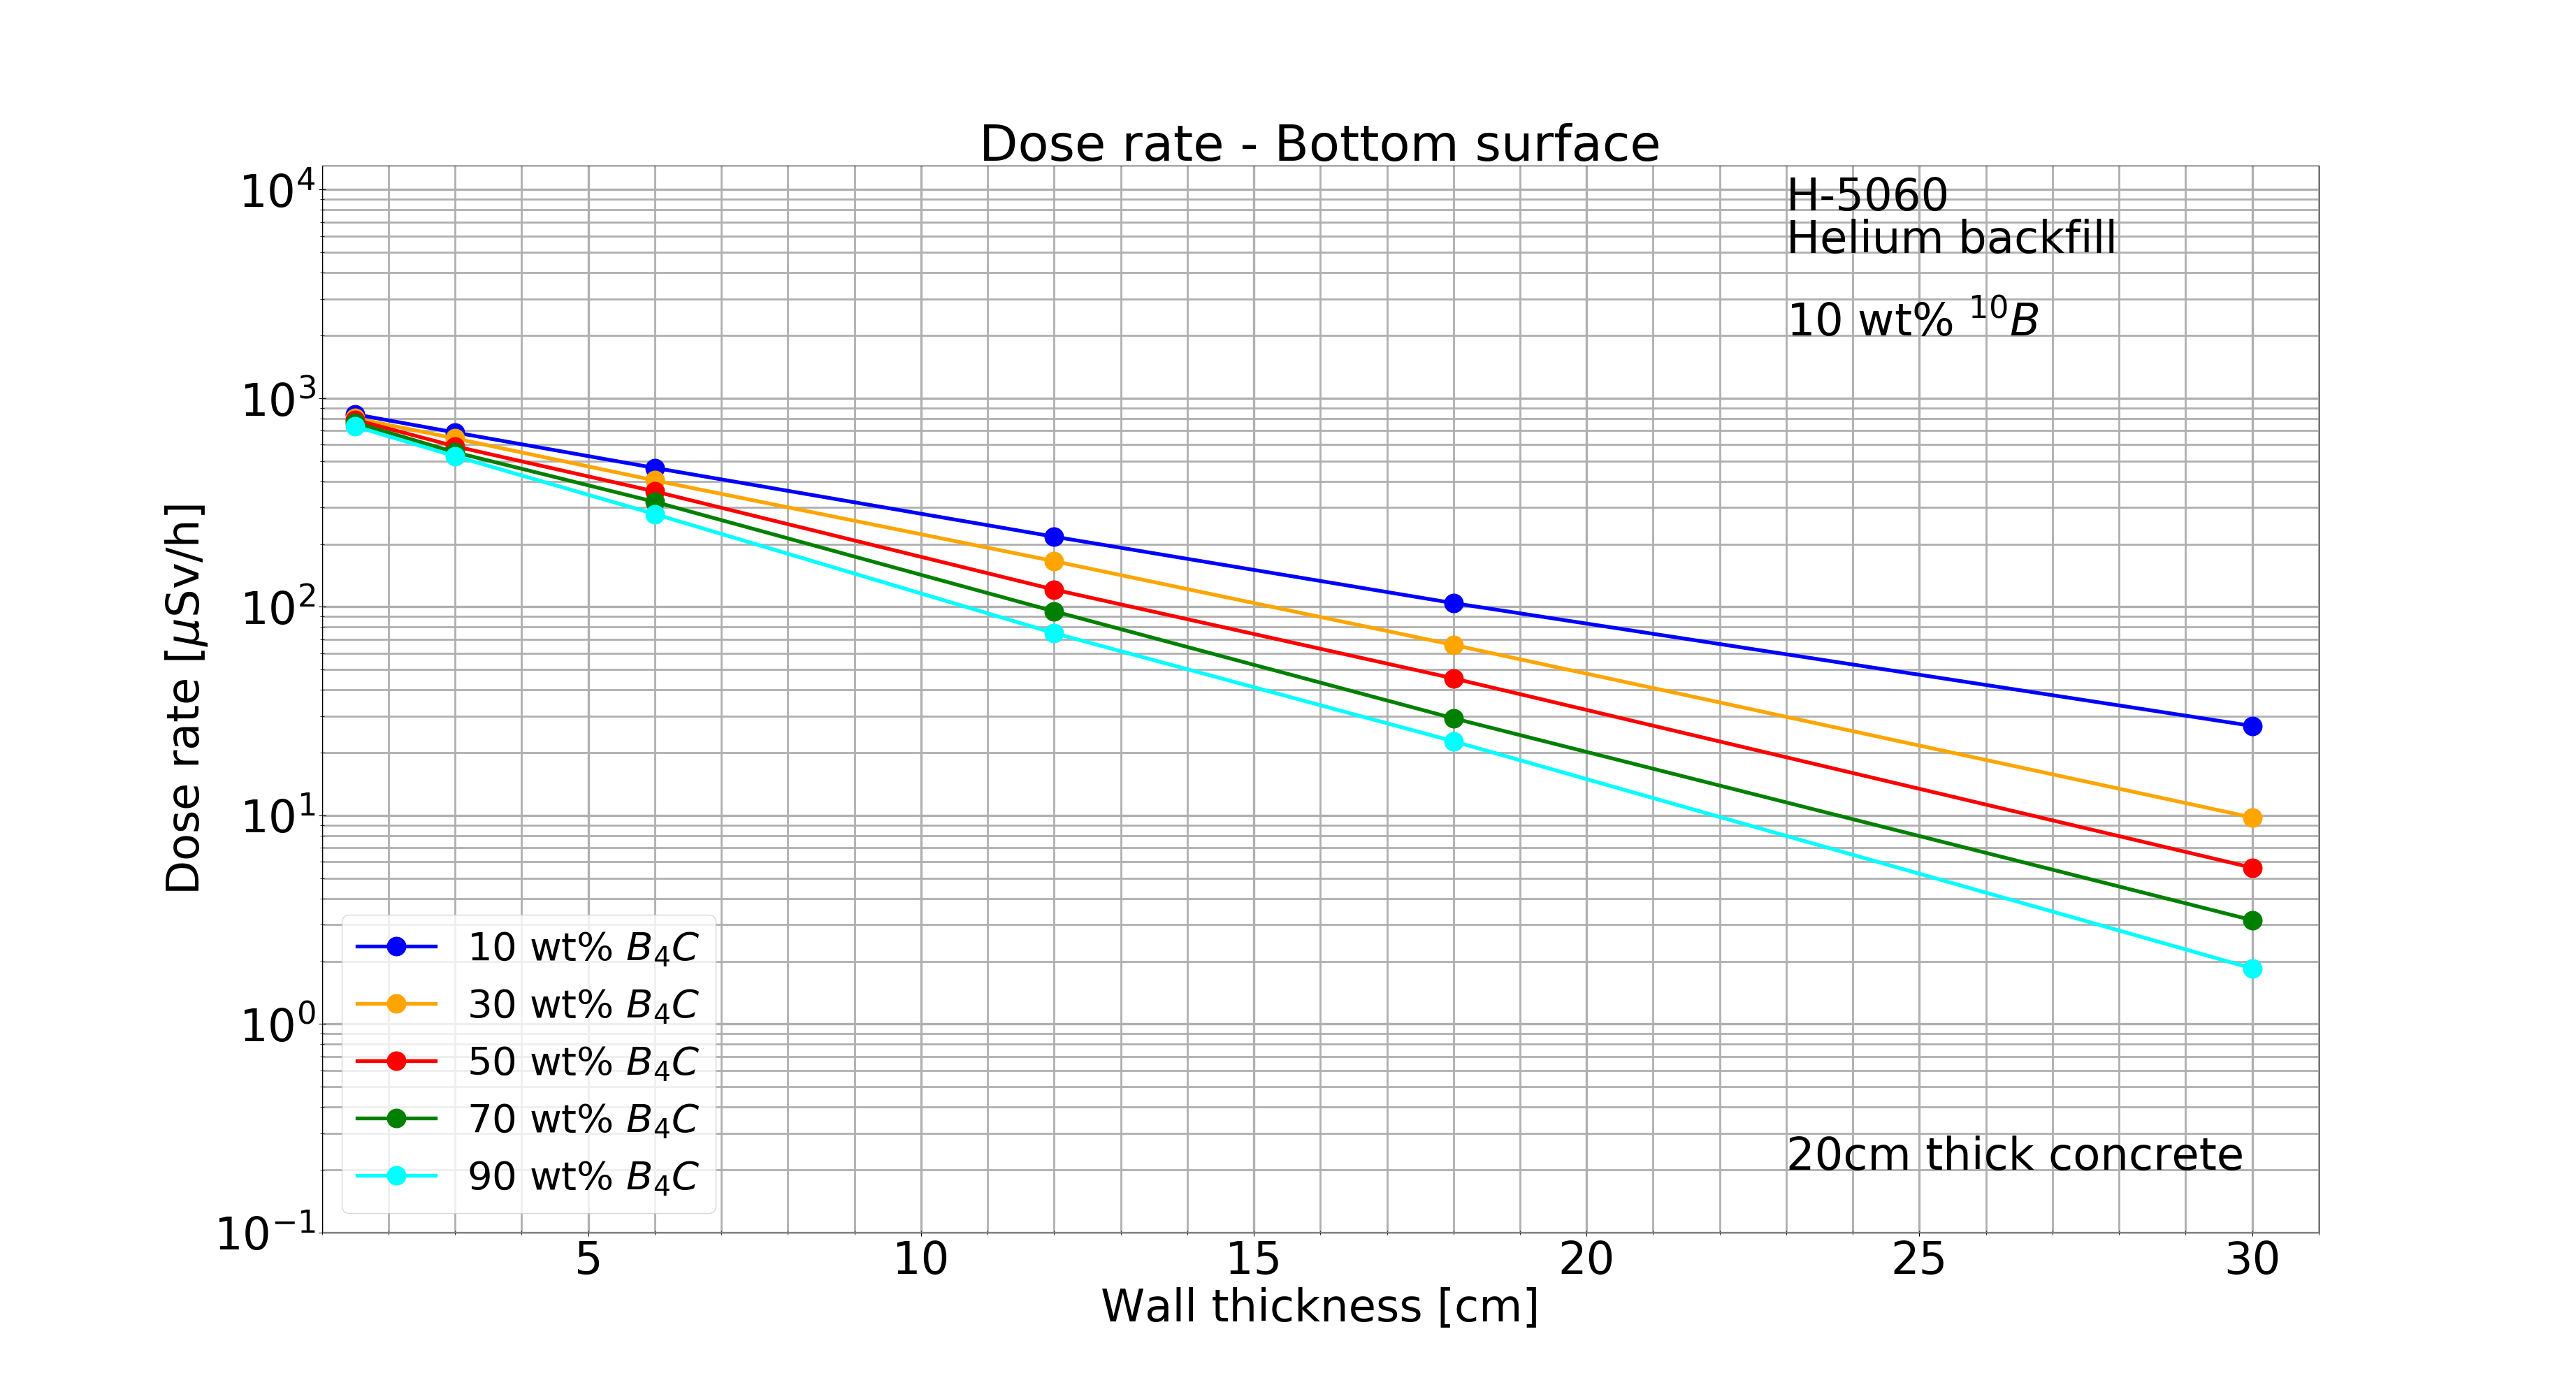 Dose rate - Bottom surface
10⁴
10³
10²
10¹
10⁰
10⁻¹
Dose rate [μSv/h]
H-5060
Helium backfill
10 wt% ¹⁰B
10 wt% B₄C
30 wt% B₄C
50 wt% B₄C
70 wt% B₄C
90 wt% B₄C
20cm thick concrete
5 10 15 20 25 30
Wall thickness [cm]